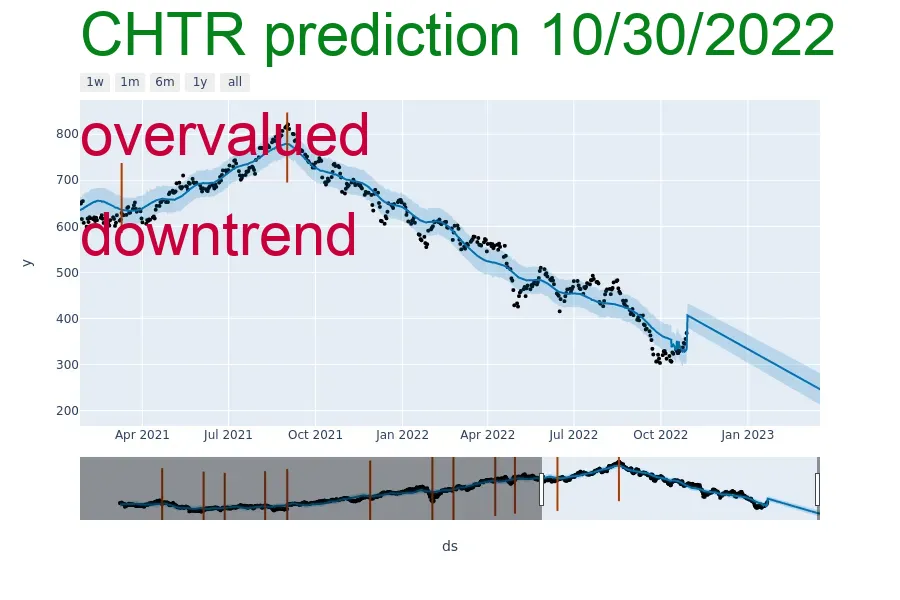 CHTR prediction 10/30/2022
1w 1m 6m 1y all
overvalued
downtrend
y
800
700
600
500
400
300
200
Apr 2021 Jul 2021 Oct 2021 Jan 2022 Apr 2022 Jul 2022 Oct 2022 Jan 2023
ds